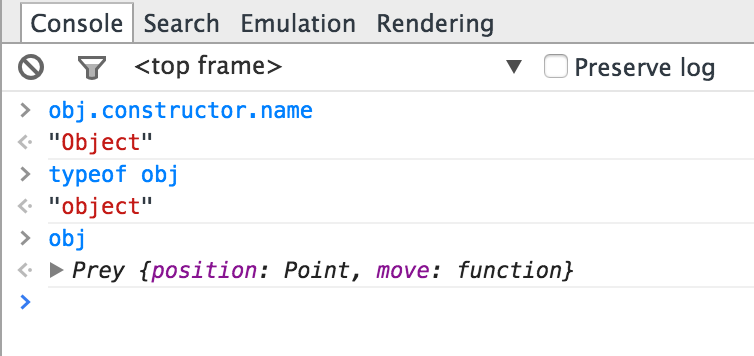 Console Search Emulation Rendering
<top frame> ▼ Preserve log
> obj.constructor.name
"Object"
> typeof obj
"object"
> obj
▶ Prey {position: Point, move: function}
>